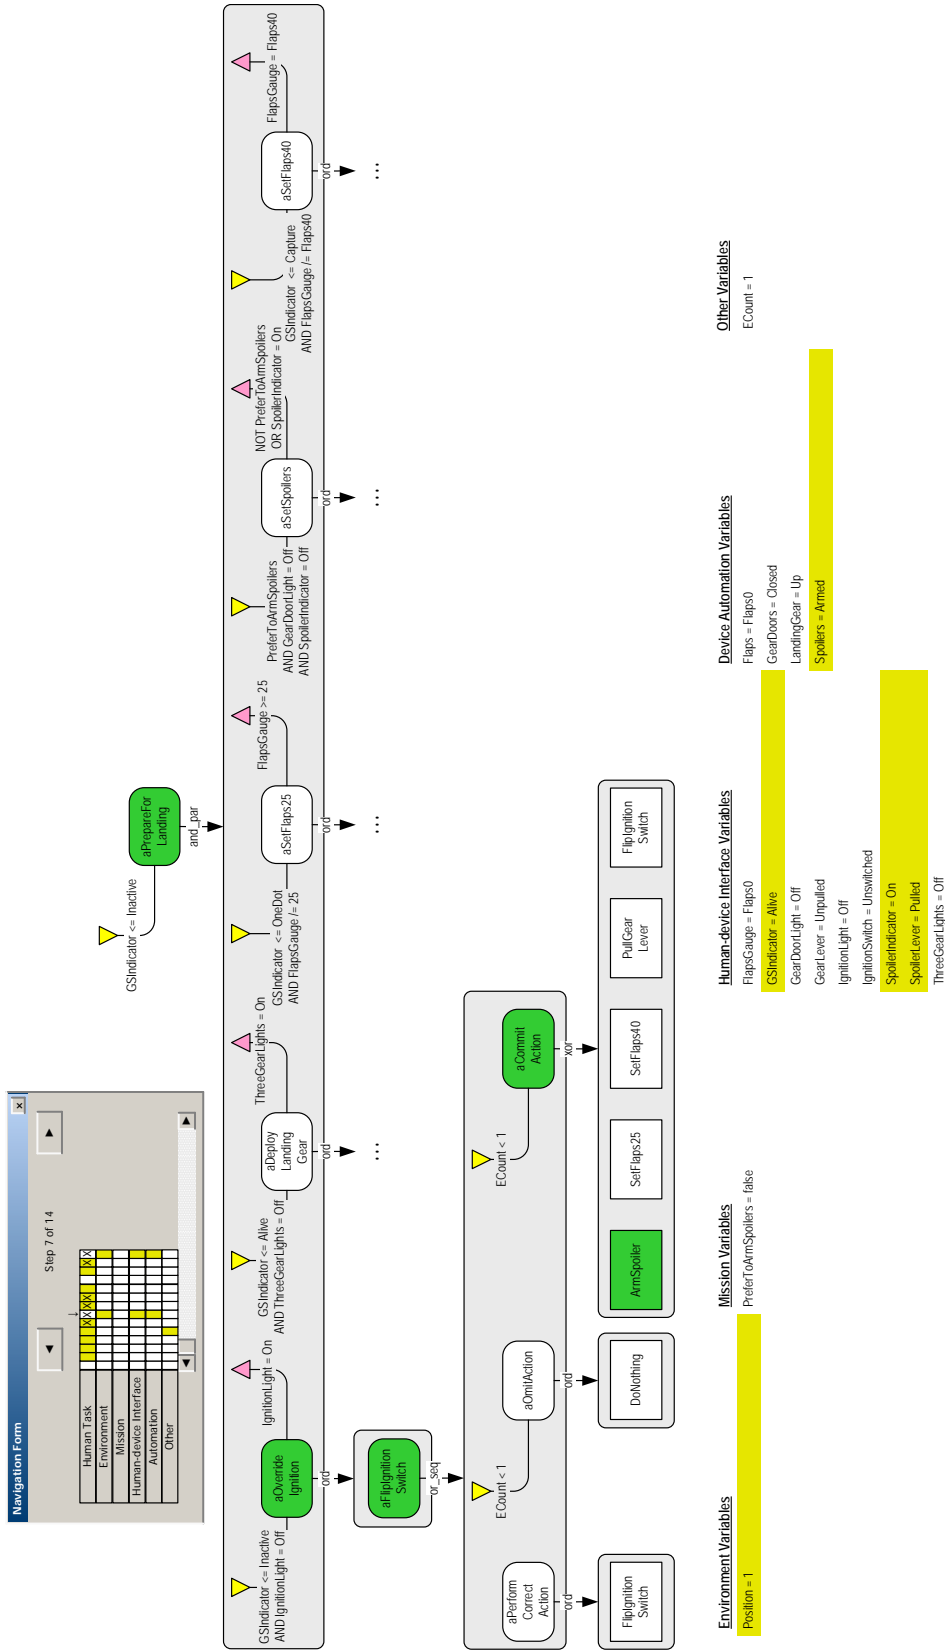 Navigation Form
x
Step 7 of 14
◄
►
↓
Human Task
X X X X X X
Environment
Mission
Human-device Interface
Automation
Other
◄
►
GSIndicator <= Inactive
aPrepareFor
Landing
and_par
GSIndicator <= Inactive
AND IgnitionLight = Off
aOverride
Ignition
IgnitionLight = On
ord
GSIndicator <= Alive
AND ThreeGearLights = Off
aDeploy
Landing
Gear
ThreeGearLights = On
ord
...
GSIndicator <= OneDot
AND FlapsGauge /= 25
aSetFlaps25
FlapsGauge >= 25
ord
...
PreferToArmSpoilers
AND GearDoorLight = Off
AND SpoilerIndicator = Off
aSetSpoilers
NOT PreferToArmSpoilers
OR SpoilerIndicator = On
ord
...
GSIndicator <= Capture
AND FlapsGauge /= Flaps40
aSetFlaps40
FlapsGauge = Flaps40
ord
...
aFlipIgnition
Switch
or_seq
aPerform
Correct
Action
ord
ECount < 1
aOmitAction
ord
ECount < 1
aCommit
Action
xor
FlipIgnition
Switch
DoNothing
ArmSpoiler
SetFlaps25
SetFlaps40
PullGear
Lever
FlipIgnition
Switch
Environment Variables
Position = 1
Mission Variables
PreferToArmSpoilers = false
Human-device Interface Variables
FlapsGauge = Flaps0
GSIndicator = Alive
GearDoorLight = Off
GearLever = Unpulled
IgnitionLight = Off
IgnitionSwitch = Unswitched
SpoilerIndicator = On
SpoilerLever = Pulled
ThreeGearLights = Off
Device Automation Variables
Flaps = Flaps0
GearDoors = Closed
LandingGear = Up
Spoilers = Armed
Other Variables
ECount = 1